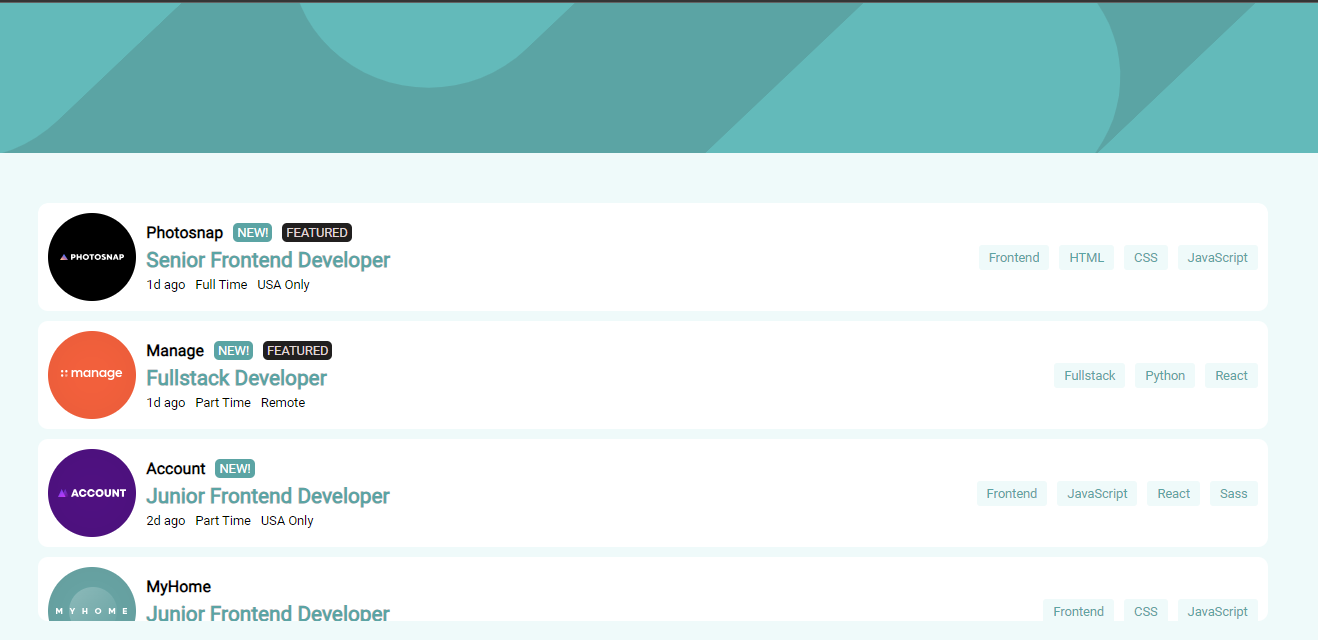 PHOTOSNAP
Photosnap NEW! FEATURED
Senior Frontend Developer
1d ago Full Time USA Only
Frontend HTML CSS JavaScript
manage
Manage NEW! FEATURED
Fullstack Developer
1d ago Part Time Remote
Fullstack Python React
ACCOUNT
Account NEW!
Junior Frontend Developer
2d ago Part Time USA Only
Frontend JavaScript React Sass
MYHOME
MyHome
Junior Frontend Developer
Frontend CSS JavaScript